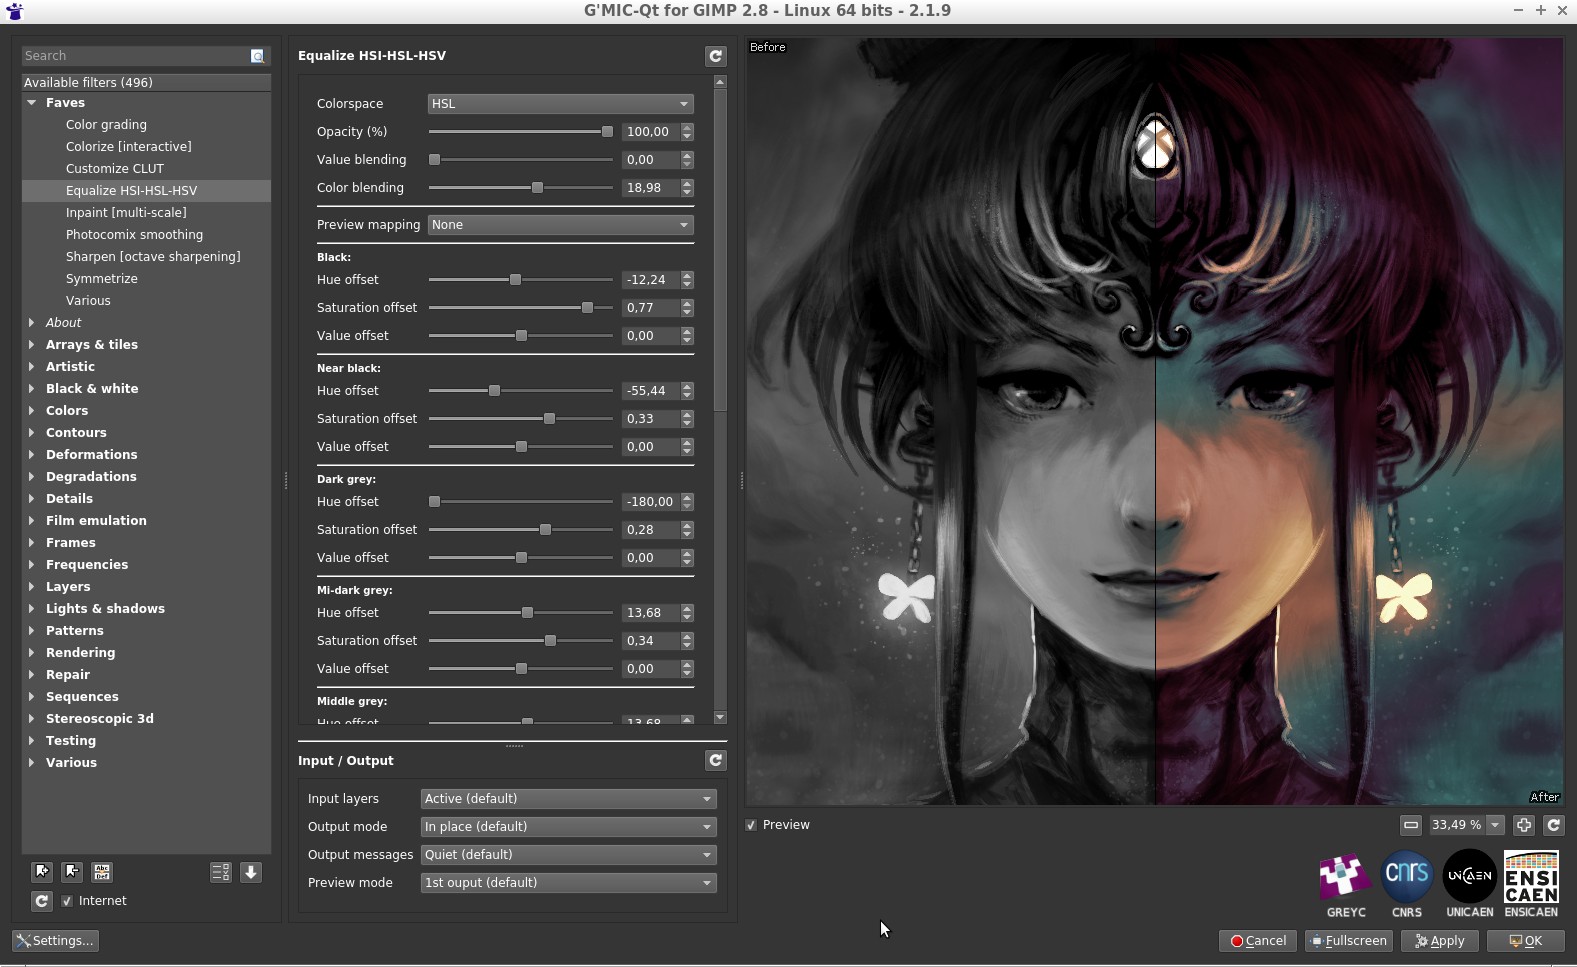 G'MIC-Qt for GIMP 2.8 - Linux 64 bits - 2.1.9
Search
Available filters (496)
Faves
Color grading
Colorize [interactive]
Customize CLUT
Equalize HSI-HSL-HSV
Inpaint [multi-scale]
Photocomix smoothing
Sharpen [octave sharpening]
Symmetrize
Various
About
Arrays & tiles
Artistic
Black & white
Colors
Contours
Deformations
Degradations
Details
Film emulation
Frames
Frequencies
Layers
Lights & shadows
Patterns
Rendering
Repair
Sequences
Stereoscopic 3d
Testing
Various
Abc
Def
Internet
Settings...
Equalize HSI-HSL-HSV
Colorspace HSL
Opacity (%) 100,00
Value blending 0,00
Color blending 18,98
Preview mapping None
Black:
Hue offset -12,24
Saturation offset 0,77
Value offset 0,00
Near black:
Hue offset -55,44
Saturation offset 0,33
Value offset 0,00
Dark grey:
Hue offset -180,00
Saturation offset 0,28
Value offset 0,00
Mi-dark grey:
Hue offset 13,68
Saturation offset 0,34
Value offset 0,00
Middle grey:
Hue offset 13,68
Input / Output
Input layers Active (default)
Output mode In place (default)
Output messages Quiet (default)
Preview mode 1st ouput (default)
Before
After
Preview
33,49 %
cnrs
UNICAEN
ENSI
CAEN
GREYC CNRS UNICAEN ENSICAEN
Cancel Fullscreen Apply OK